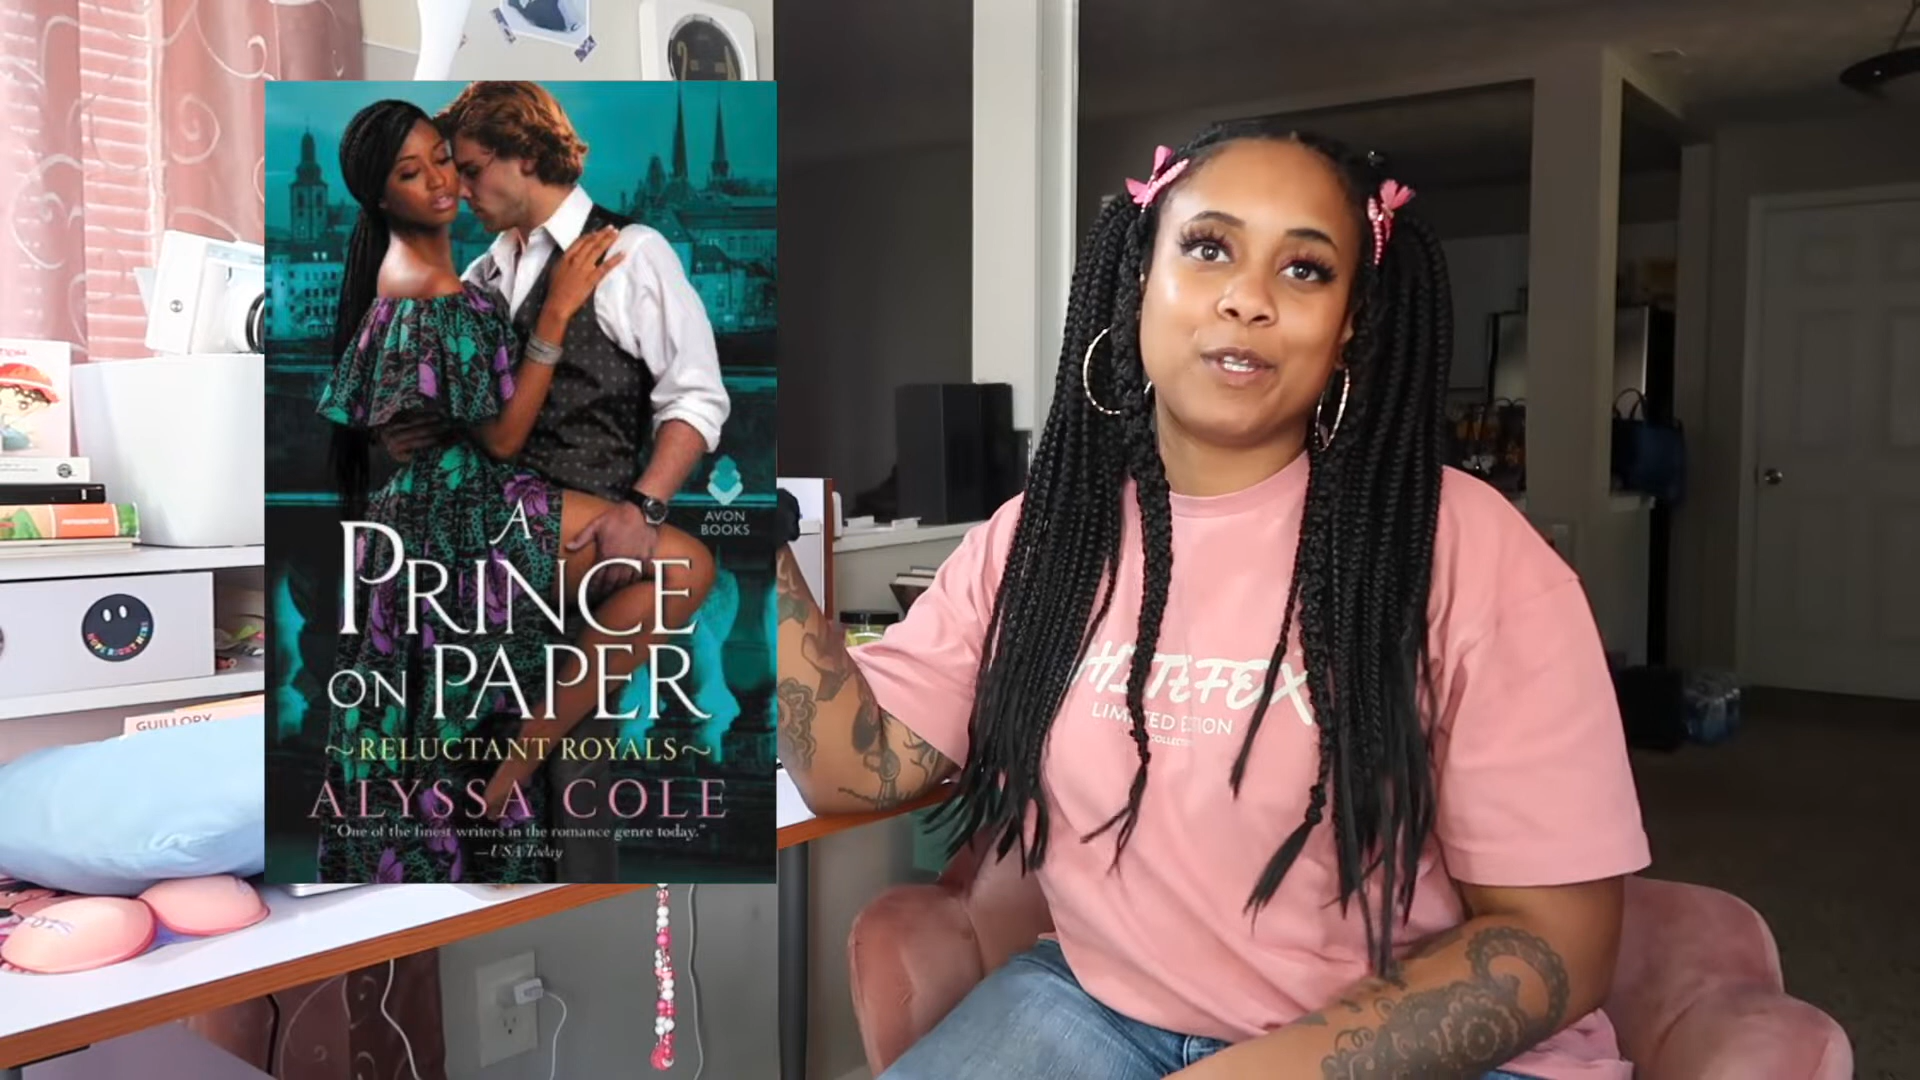 GUILLORY
AVON
BOOKS
A
PRINCE
ON PAPER
~RELUCTANT ROYALS~
ALYSSA COLE
"One of the finest writers in the romance genre today."
—USA Today
LIMITED EDITION